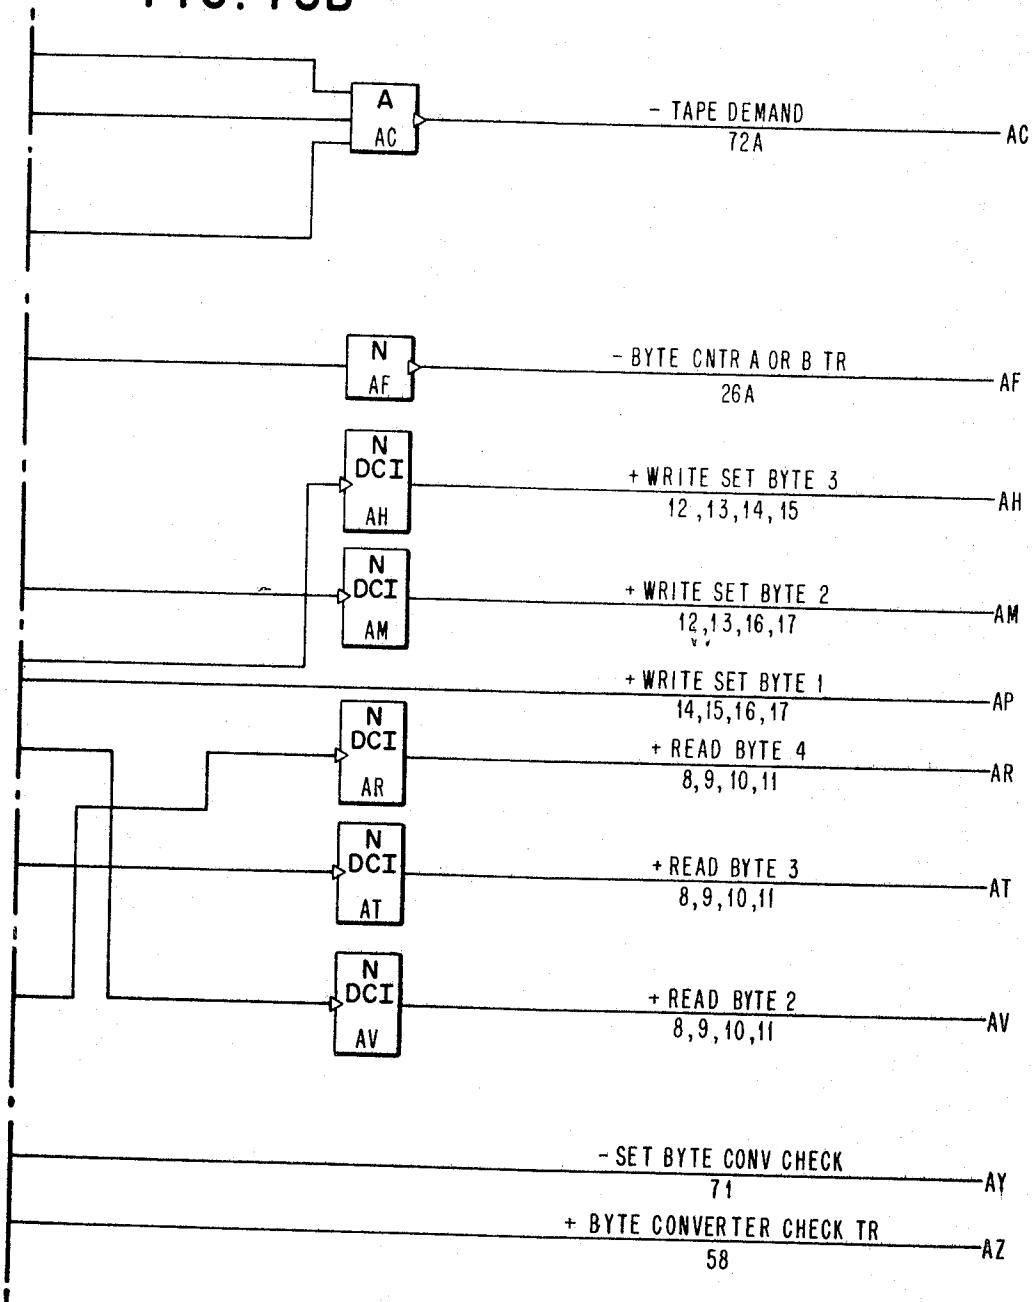 A
AC
- TAPE DEMAND
72A
AC
N
AF
- BYTE CNTR A OR B TR
26A
AF
N
DCI
AH
+ WRITE SET BYTE 3
12,13,14,15
AH
N
DCI
AM
+ WRITE SET BYTE 2
12,13,16,17
AM
+ WRITE SET BYTE 1
14,15,16,17
AP
N
DCI
AR
+ READ BYTE 4
8,9,10,11
AR
N
DCI
AT
+ READ BYTE 3
8,9,10,11
AT
N
DCI
AV
+ READ BYTE 2
8,9,10,11
AV
- SET BYTE CONV CHECK
71
AY
+ BYTE CONVERTER CHECK TR
58
AZ